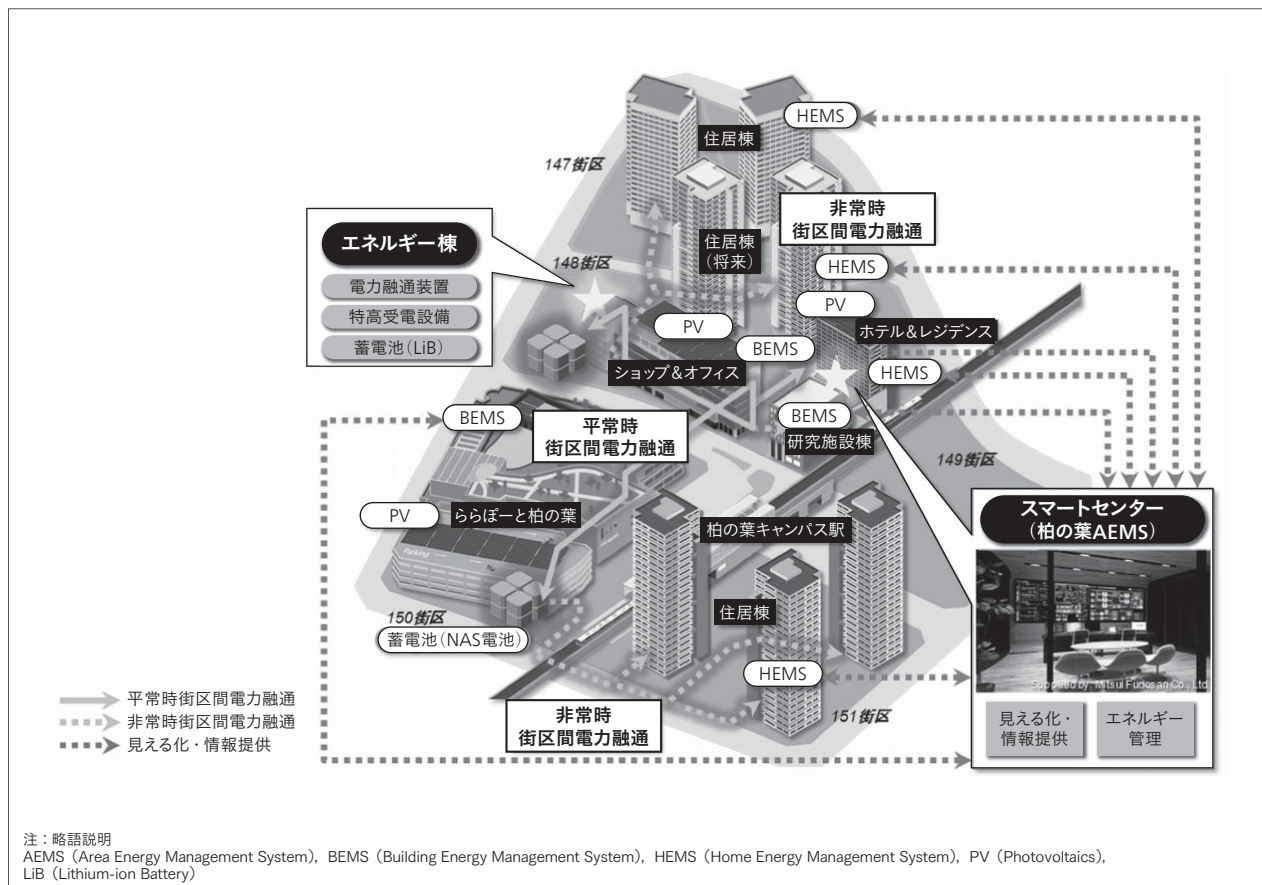 HEMS
住居棟
147街区
非常時
街区間電力融通
エネルギー棟
電力融通装置
特高受電設備
蓄電池(LiB)
148街区
住居棟
(将来)
HEMS
PV
PV
ホテル&レジデンス
BEMS
ショップ&オフィス
HEMS
BEMS
平常時
街区間電力融通
BEMS
研究施設棟
149街区
スマートセンター
(柏の葉AEMS)
PV
ららぽーと柏の葉
柏の葉キャンパス駅
Parking
150街区
蓄電池(NAS電池)
住居棟
HEMS
Supplied by: Mitsui Fudosan Co., Ltd
平常時街区間電力融通
非常時街区間電力融通
見える化・情報提供
非常時
街区間電力融通
151街区
見える化・
情報提供
エネルギー
管理
注:略語説明
AEMS(Area Energy Management System),BEMS(Building Energy Management System),HEMS(Home Energy Management System),PV(Photovoltaics),
LiB(Lithium-ion Battery)